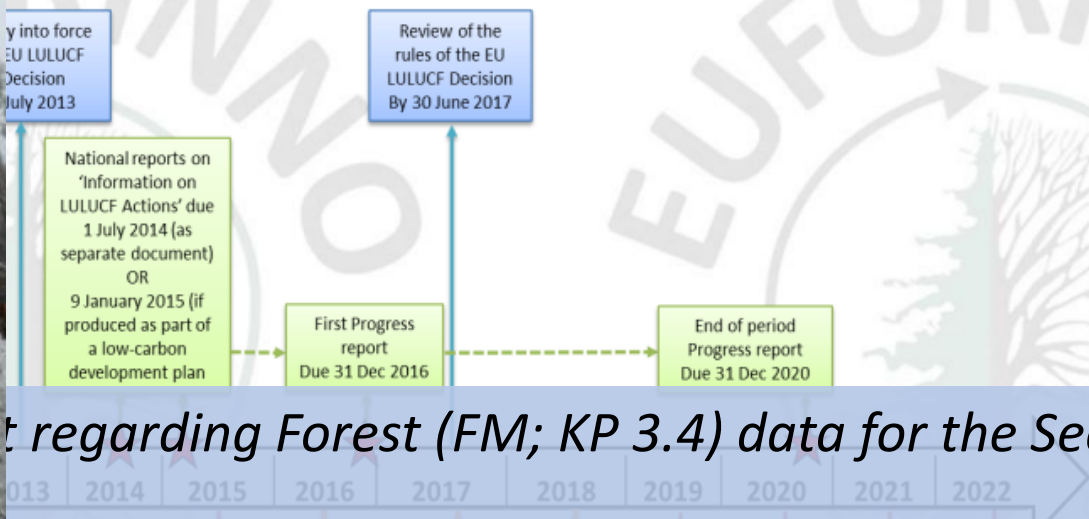 y into force
EU LULUCF
Decision
July 2013
Review of the
rules of the EU
LULUCF Decision
By 30 June 2017
National reports on
‘Information on
LULUCF Actions’ due
1 July 2014 (as
separate document)
OR
9 January 2015 (if
produced as part of
a low-carbon
development plan
First Progress
report
Due 31 Dec 2016
End of period
Progress report
Due 31 Dec 2020
t regarding Forest (FM; KP 3.4) data for the Se
013 2014 2015 2016 2017 2018 2019 2020 2021 2022
INNO
EUFOR